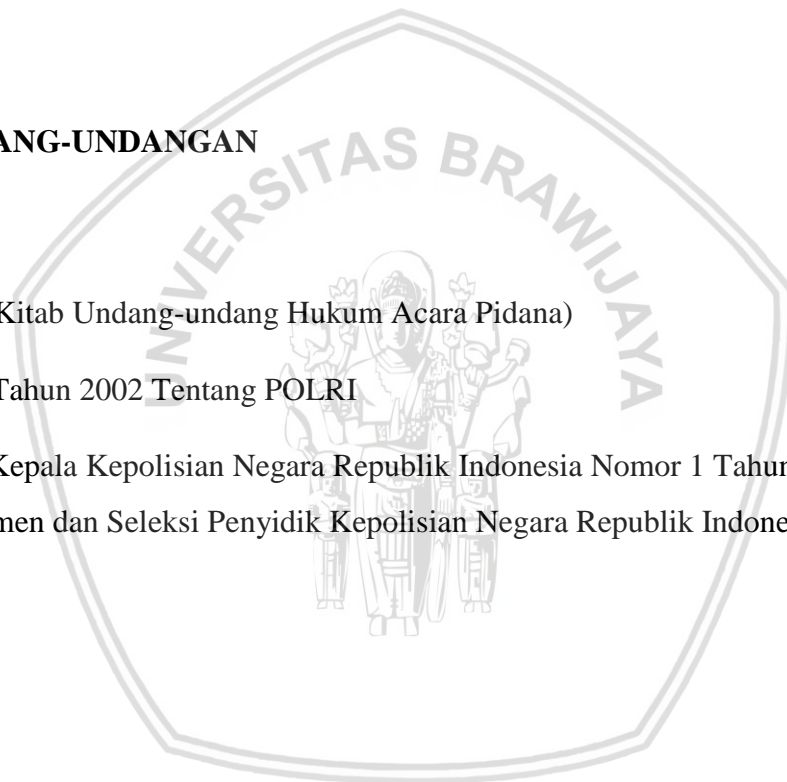 ANG-UNDANGAN
UNIVERSITAS BRAWIJAYA
Kitab Undang-undang Hukum Acara Pidana)
Tahun 2002 Tentang POLRI
Kepala Kepolisian Negara Republik Indonesia Nomor 1 Tahun
men dan Seleksi Penyidik Kepolisian Negara Republik Indone